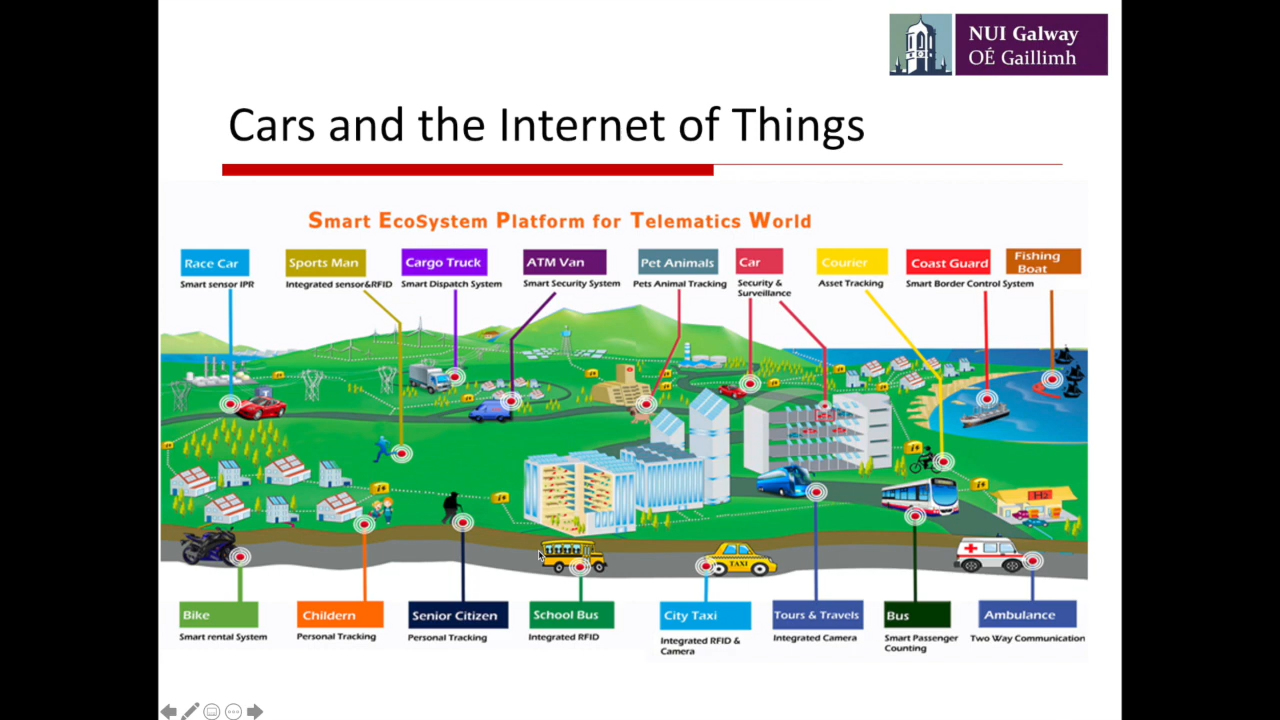 NUI Galway
OÉ Gaillimh
Cars and the Internet of Things
Smart EcoSystem Platform for Telematics World
Race Car
Smart sensor IPR
Sports Man
Integrated sensor&RFID
Cargo Truck
Smart Dispatch System
ATM Van
Smart Security System
Pet Animals
Pets Animal Tracking
Car
Security &
Surveillance
Courier
Asset Tracking
Coast Guard
Smart Border Control System
Fishing
Boat
H2
TAXI
Bike
Smart rental System
Childern
Personal Tracking
Senior Citizen
Personal Tracking
School Bus
Integrated RFID
City Taxi
Integrated RFID &
Camera
Tours & Travels
Integrated Camera
Bus
Smart Passenger
Counting
Ambulance
Two Way Communication